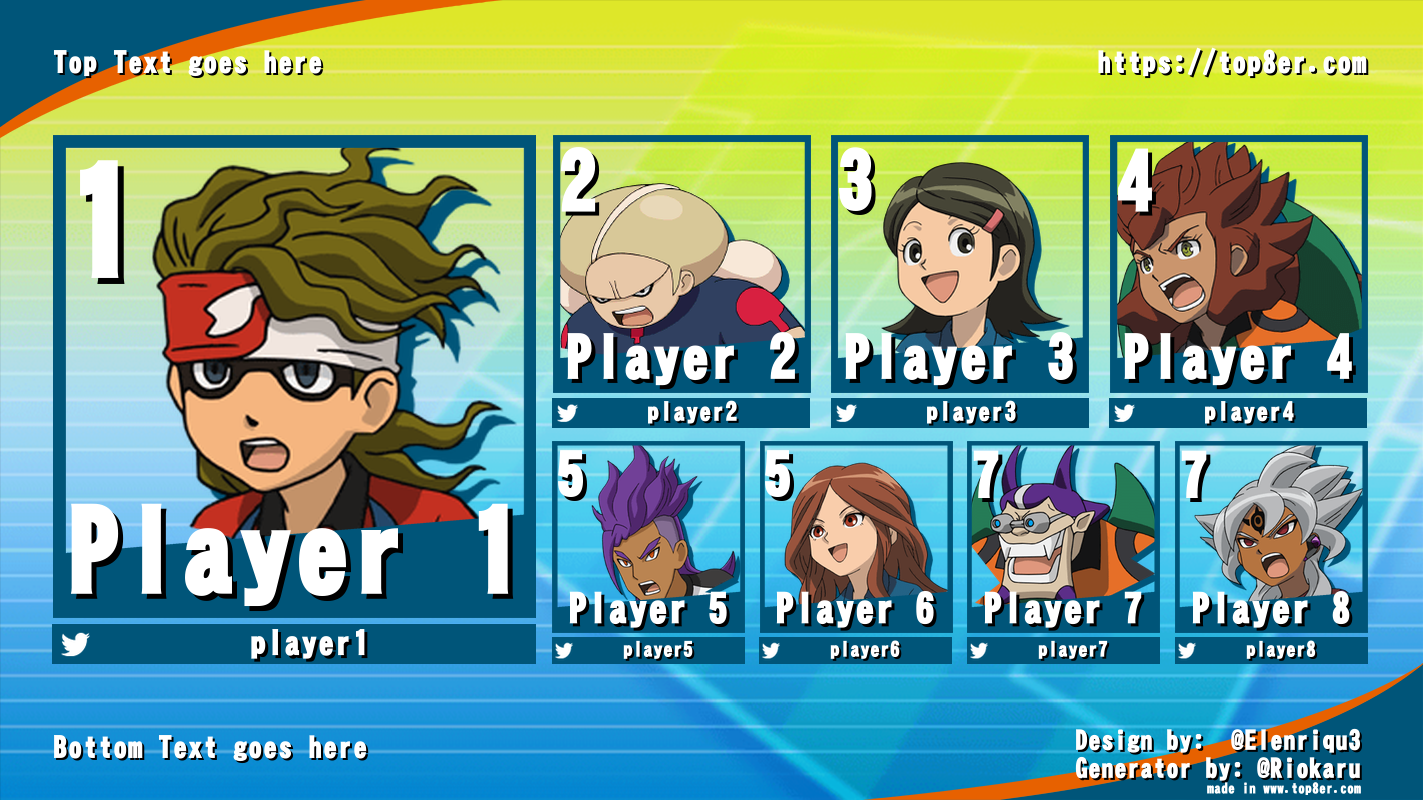 Top Text goes here
https://top8er.com
1
Player 1
player1
2
Player 2
player2
3
Player 3
player3
4
Player 4
player4
5
Player 5
player5
5
Player 6
player6
7
Player 7
player7
7
Player 8
player8
Bottom Text goes here
Design by: @Elenriqu3
Generator by: @Riokaru
made in www.top8er.com